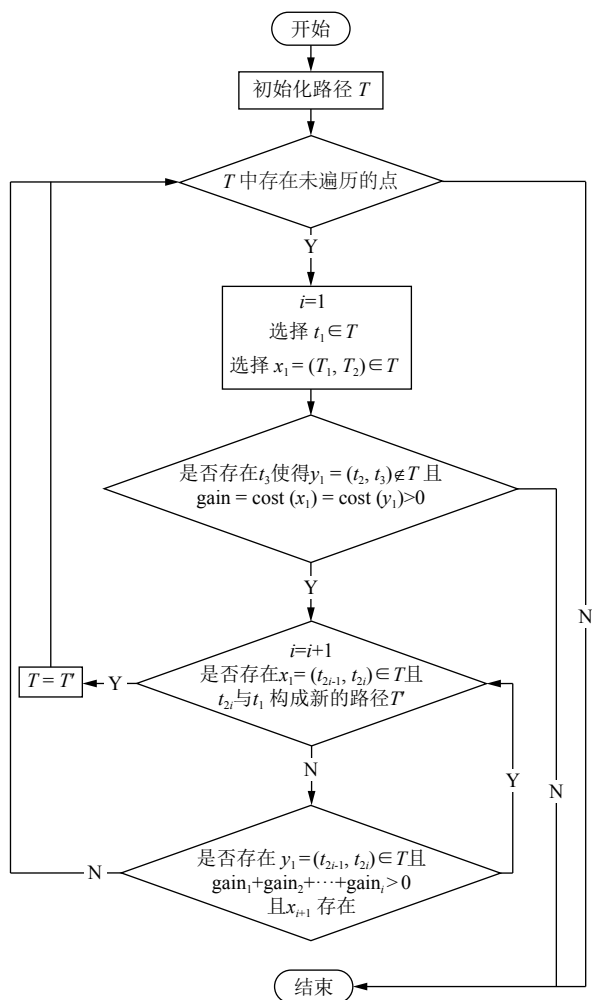 开始
初始化路径 T
T 中存在未遍历的点
Y
i=1
选择 t₁∈T
选择 x₁= (T₁, T₂)∈T
是否存在t₃使得y₁ = (t₂, t₃)∉T 且
gain = cost (x₁) = cost (y₁)>0
Y
N
i=i+1
是否存在x₁= (t₂ᵢ₋₁, t₂ᵢ)∈T且
t₂ᵢ与t₁ 构成新的路径T'
Y
T = T'
N
Y
N
是否存在 y₁=(t₂ᵢ₋₁, t₂ᵢ)∈T且
gain₁+gain₂+···+gainᵢ>0
且xᵢ₊₁ 存在
N
结束